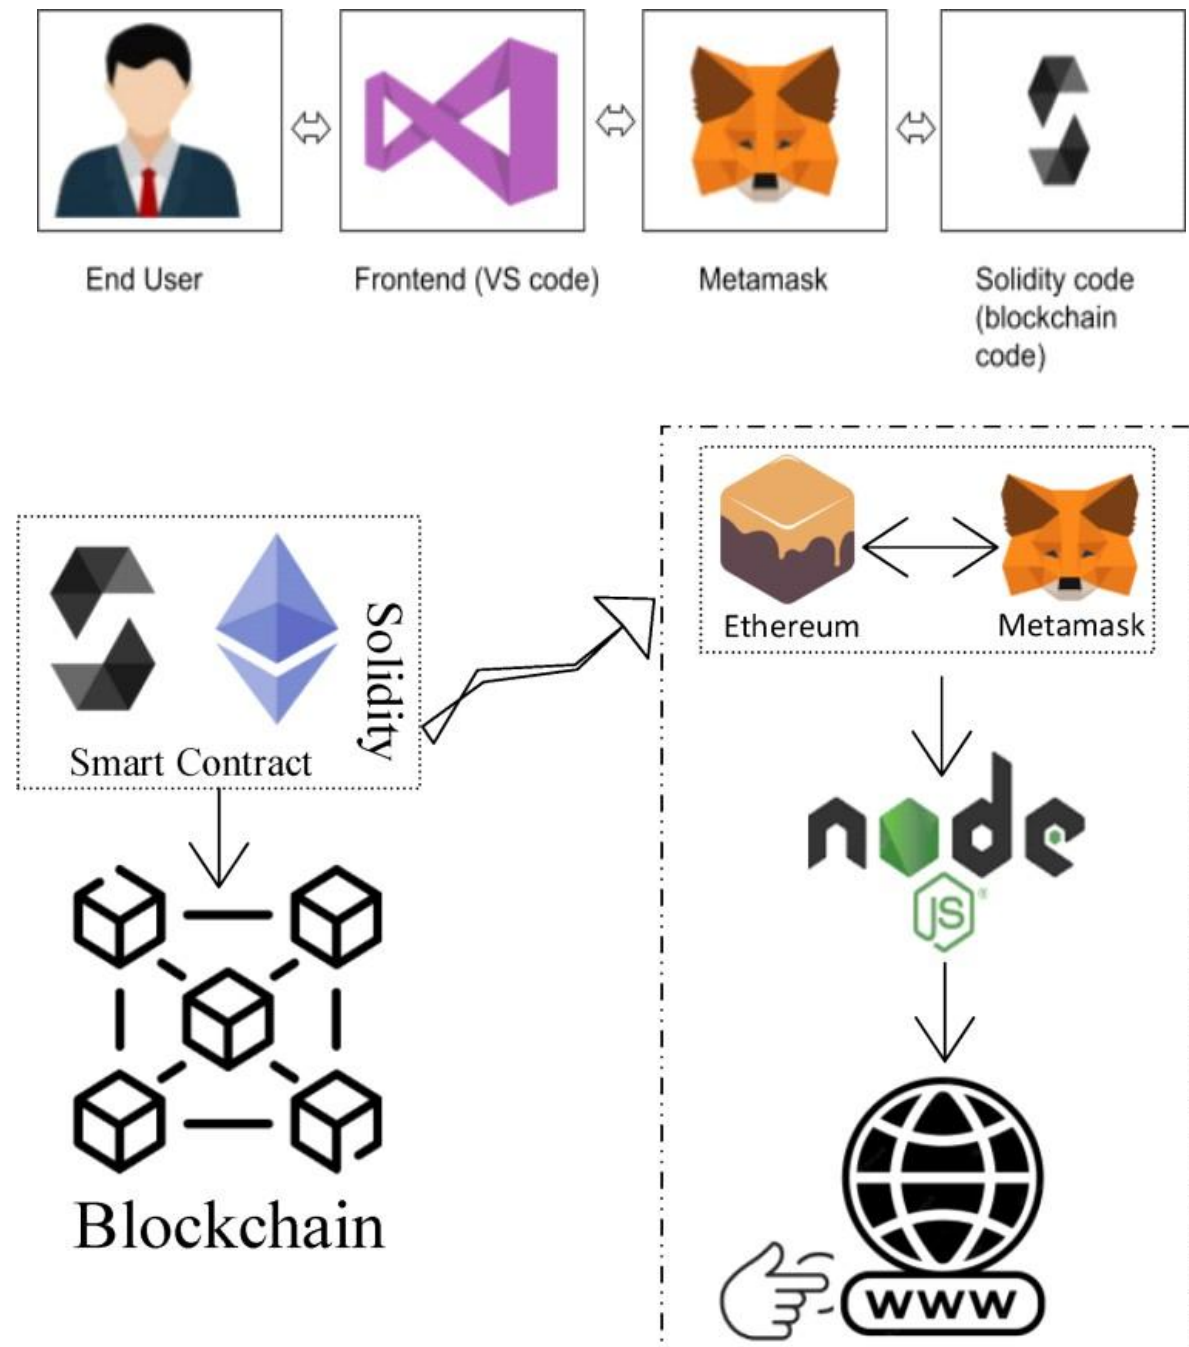 End User
Frontend (VS code)
Metamask
Solidity code
(blockchain
code)
Ethereum
Metamask
Solidity
Smart Contract
node
JS
®
Blockchain
WWW